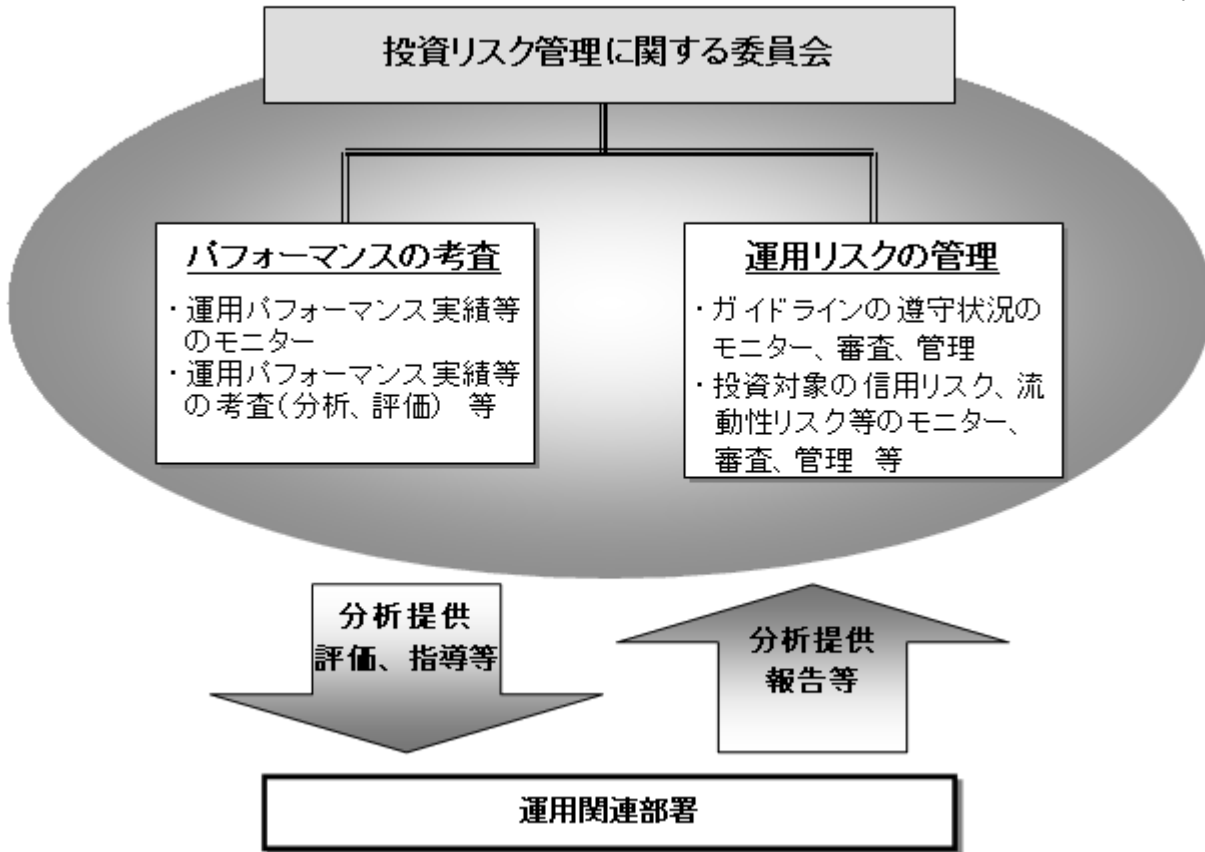 投資リスク管理に関する委員会
パフォーマンスの考査
・運用パフォーマンス実績等
のモニター
・運用パフォーマンス実績等
の考査（分析、評価） 等
運用リスクの管理
・ガイドラインの遵守状況の
モニター、審査、管理
・投資対象の信用リスク、流
動性リスク等のモニター、
審査、管理 等
分析提供
評価、指導等
分析提供
報告等
運用関連部署